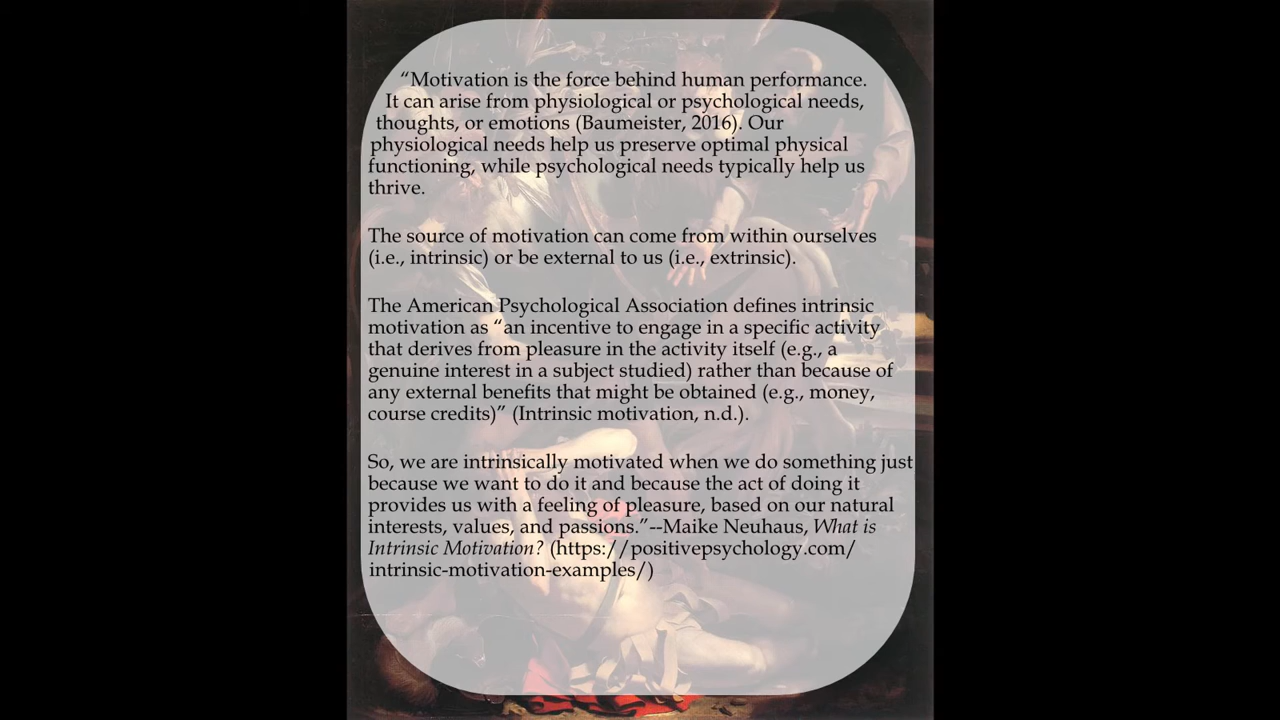 “Motivation is the force behind human performance.
It can arise from physiological or psychological needs,
thoughts, or emotions (Baumeister, 2016). Our
physiological needs help us preserve optimal physical
functioning, while psychological needs typically help us
thrive.
The source of motivation can come from within ourselves
(i.e., intrinsic) or be external to us (i.e., extrinsic).
The American Psychological Association defines intrinsic
motivation as “an incentive to engage in a specific activity
that derives from pleasure in the activity itself (e.g., a
genuine interest in a subject studied) rather than because of
any external benefits that might be obtained (e.g., money,
course credits)” (Intrinsic motivation, n.d.).
So, we are intrinsically motivated when we do something just
because we want to do it and because the act of doing it
provides us with a feeling of pleasure, based on our natural
interests, values, and passions.”--Maike Neuhaus, What is
Intrinsic Motivation? (https://positivepsychology.com/
intrinsic-motivation-examples/)